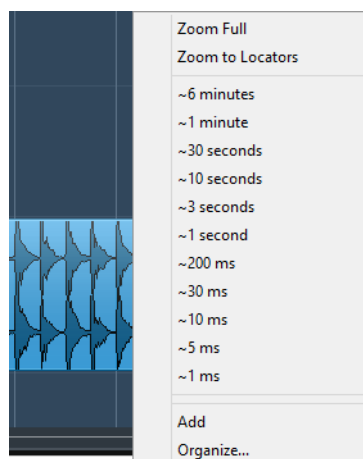 Zoom Full
Zoom to Locators
~6 minutes
~1 minute
~30 seconds
~10 seconds
~3 seconds
~1 second
~200 ms
~30 ms
~10 ms
~5 ms
~1 ms
Add
Organize...